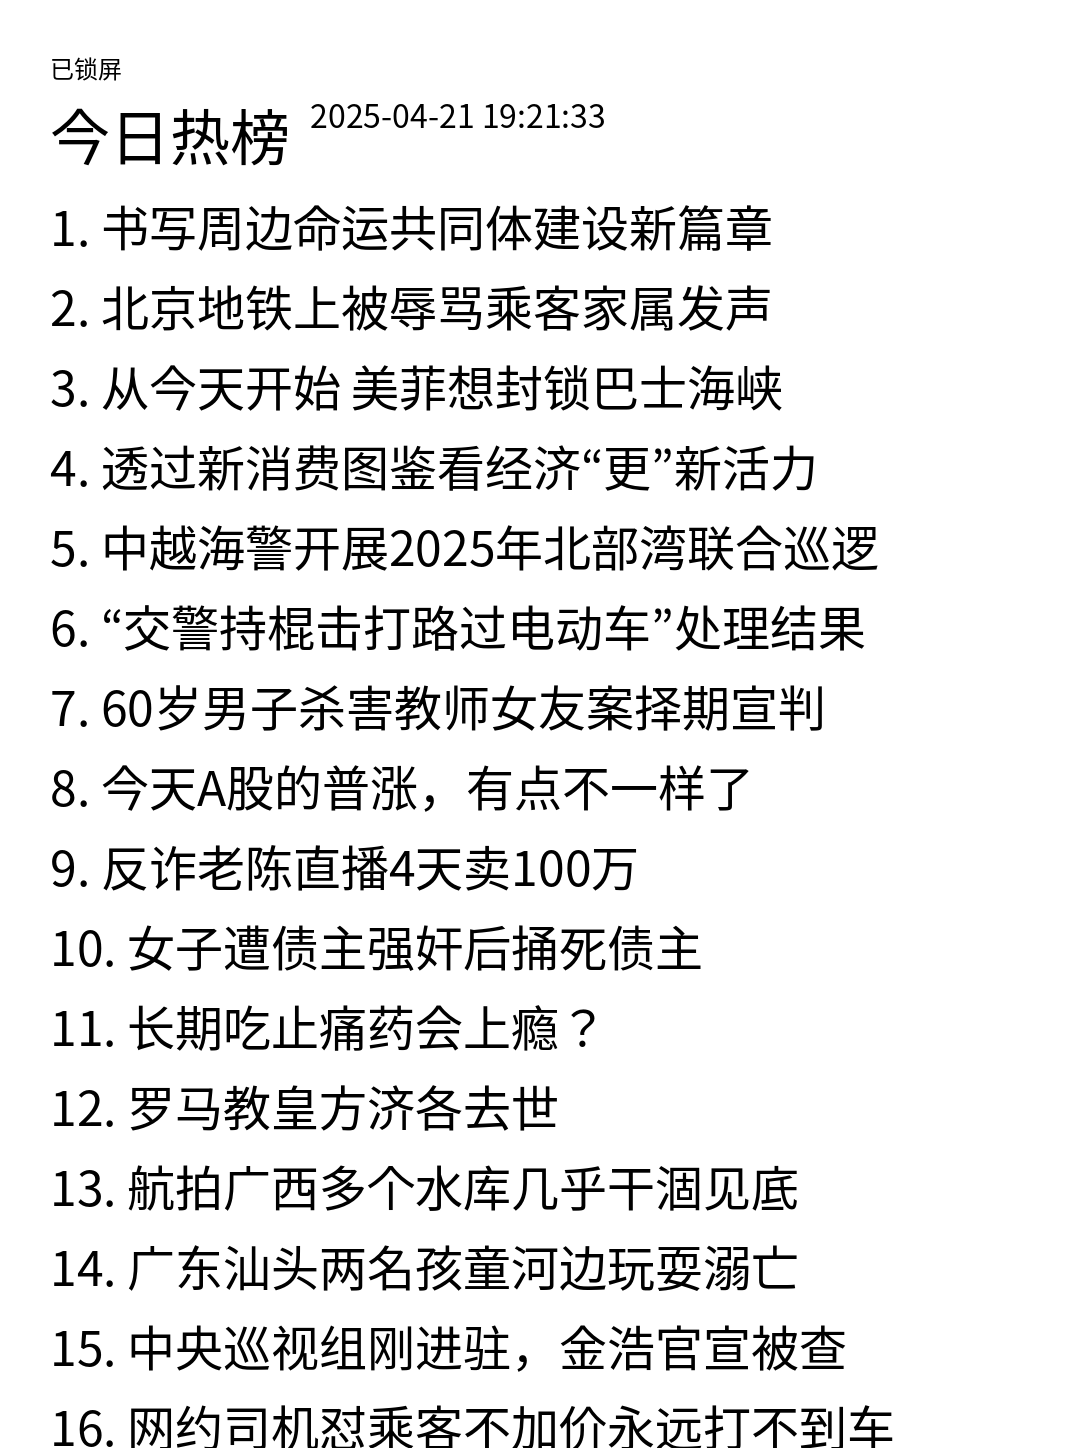 已锁屏
今日热榜 2025-04-21 19:21:33
1. 书写周边命运共同体建设新篇章
2. 北京地铁上被辱骂乘客家属发声
3. 从今天开始 美菲想封锁巴士海峡
4. 透过新消费图鉴看经济“更”新活力
5. 中越海警开展2025年北部湾联合巡逻
6. “交警持棍击打路过电动车”处理结果
7. 60岁男子杀害教师女友案择期宣判
8. 今天A股的普涨，有点不一样了
9. 反诈老陈直播4天卖100万
10. 女子遭债主强奸后捅死债主
11. 长期吃止痛药会上瘾？
12. 罗马教皇方济各去世
13. 航拍广西多个水库几乎干涸见底
14. 广东汕头两名孩童河边玩耍溺亡
15. 中央巡视组刚进驻，金浩官宣被查
16. 网约司机怼乘客不加价永远打不到车